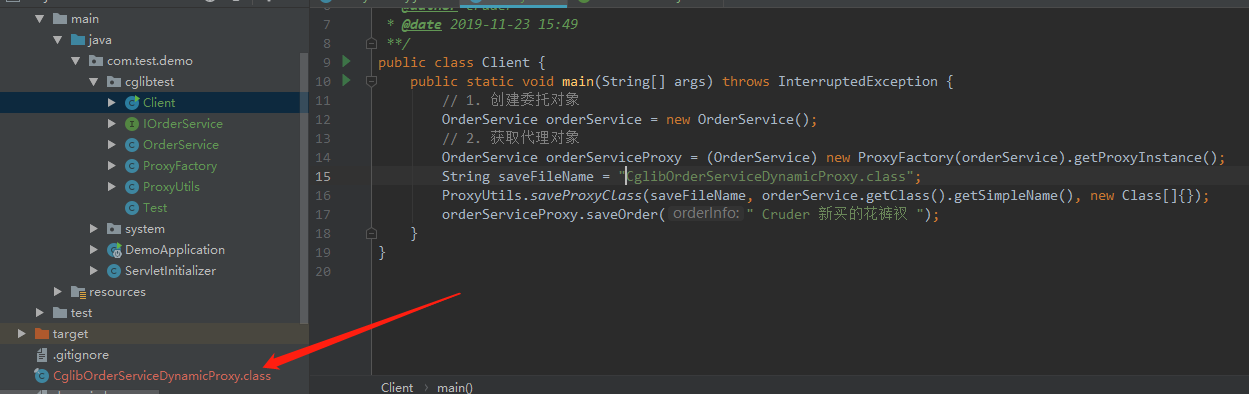 main
java
com.test.demo
cglibtest
Client
IOrderService
OrderService
ProxyFactory
ProxyUtils
Test
system
DemoApplication
ServletInitializer
resources
test
target
.gitignore
CglibOrderServiceDynamicProxy.class
7 * @date 2019-11-23 15:49
8 **/
9 public class Client {
10 public static void main(String[] args) throws InterruptedException {
11 // 1. 创建委托对象
12 OrderService orderService = new OrderService();
13 // 2. 获取代理对象
14 OrderService orderServiceProxy = (OrderService) new ProxyFactory(orderService).getProxyInstance();
15 String saveFileName = "CglibOrderServiceDynamicProxy.class";
16 ProxyUtils.saveProxyClass(saveFileName, orderService.getClass().getSimpleName(), new Class[]{});
17 orderServiceProxy.saveOrder( orderInfo: " Cruder 新买的花裤衩 ");
18 }
19 }
20
Client › main()